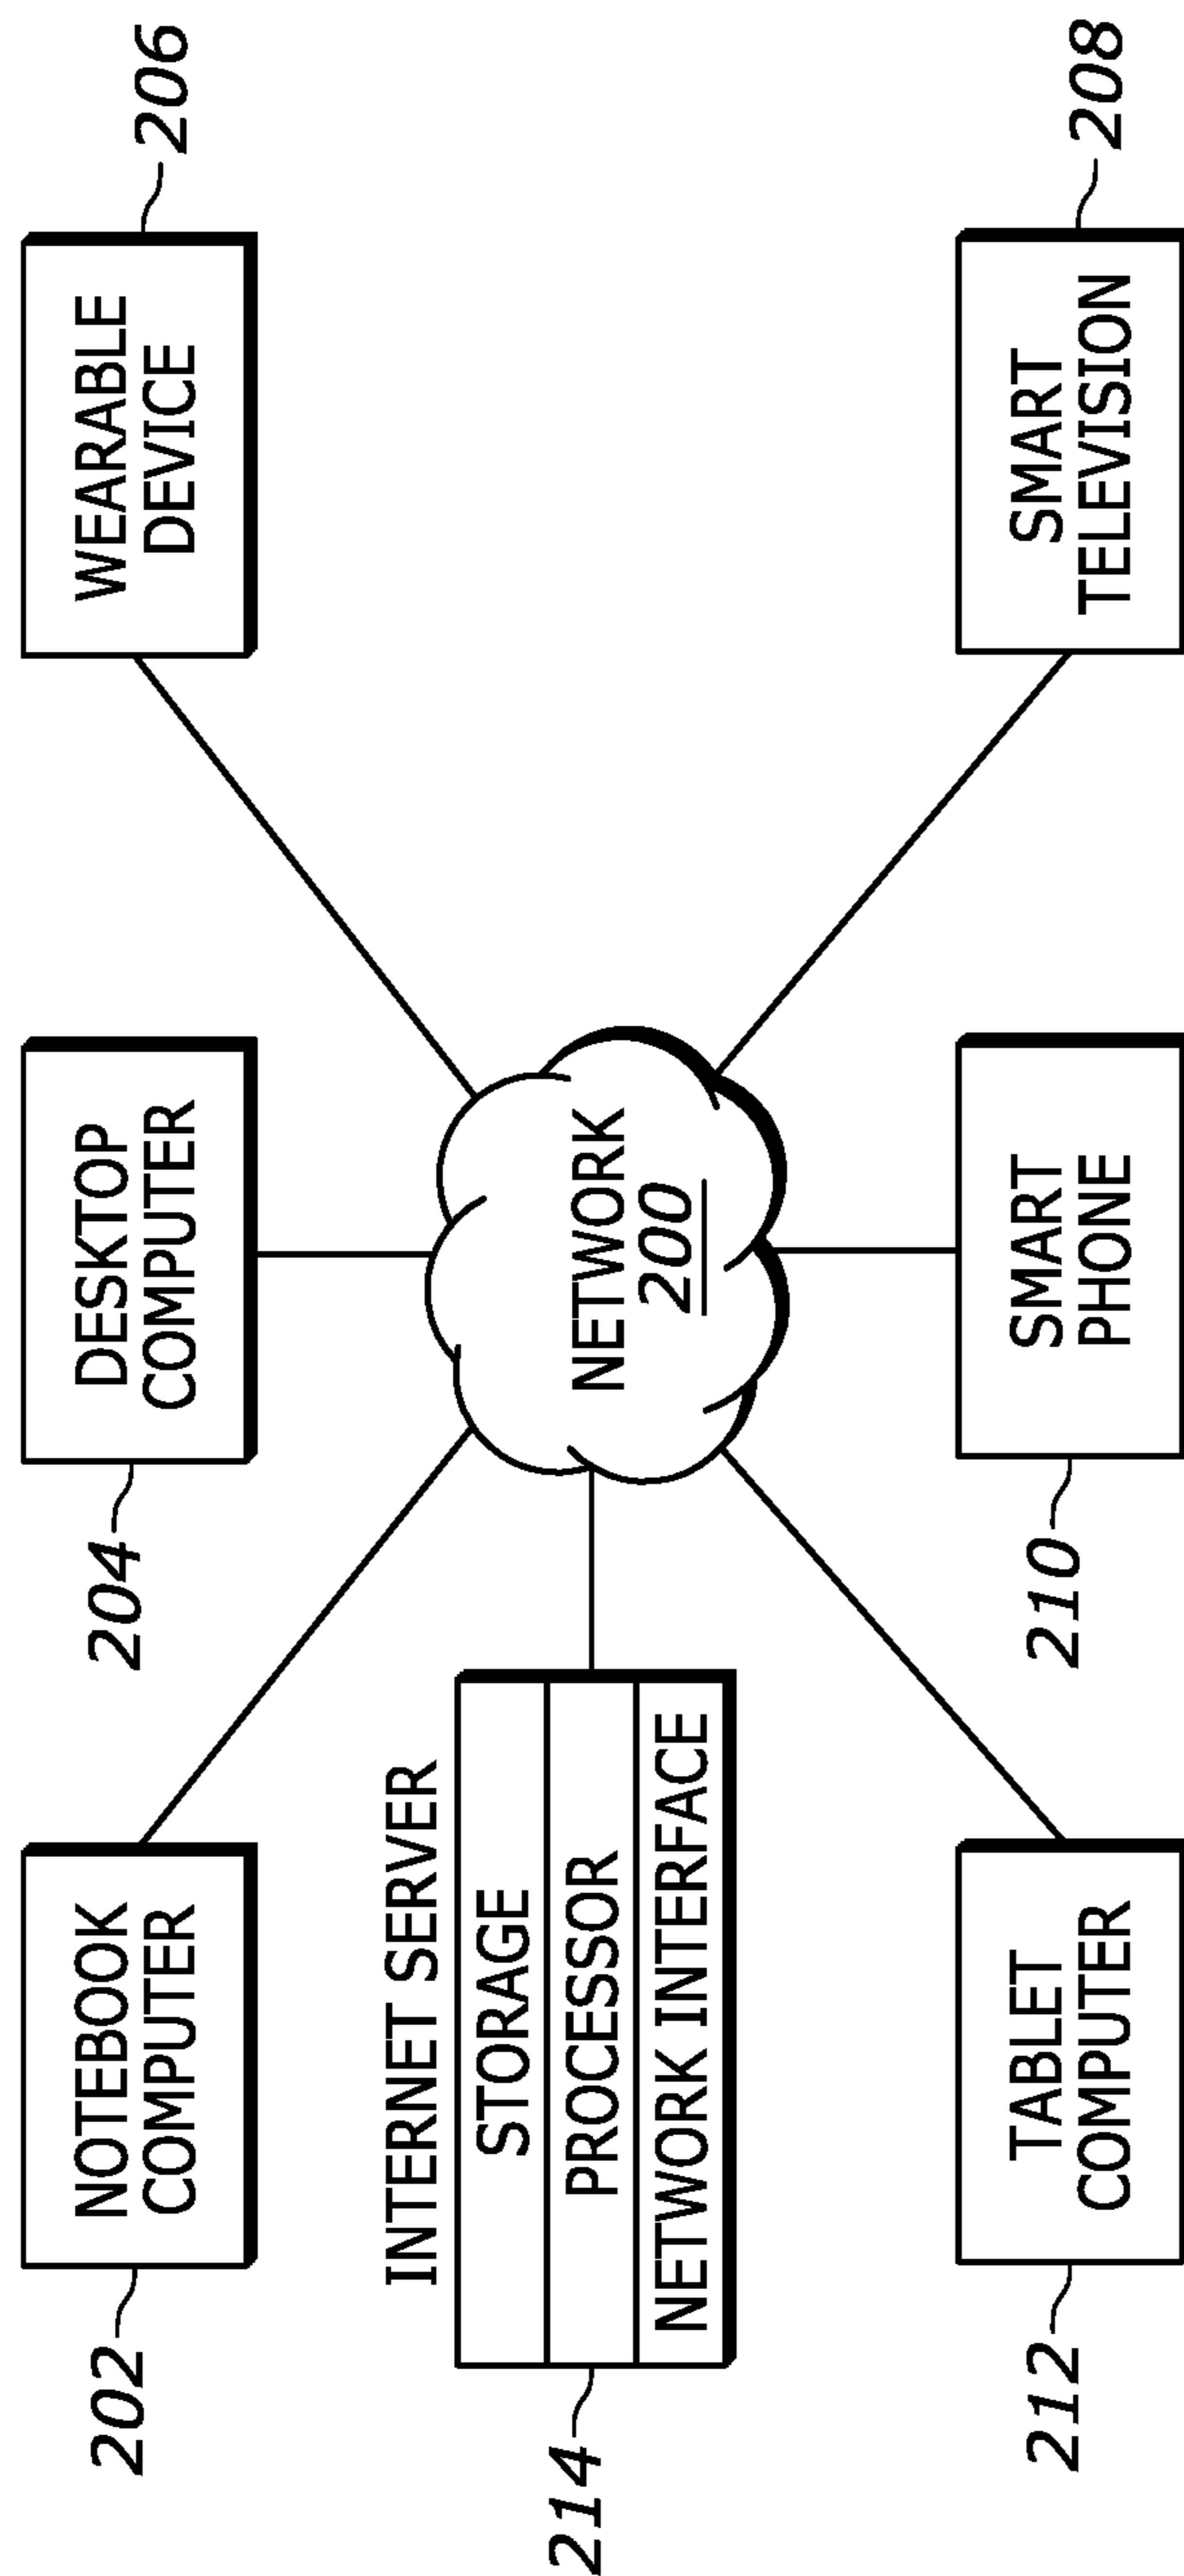 202
NOTEBOOK
COMPUTER
204
DESKTOP
COMPUTER
WEARABLE
DEVICE
206
INTERNET SERVER
214
STORAGE
PROCESSOR
NETWORK INTERFACE
NETWORK
200
212
TABLET
COMPUTER
210
SMART
PHONE
SMART
TELEVISION
208